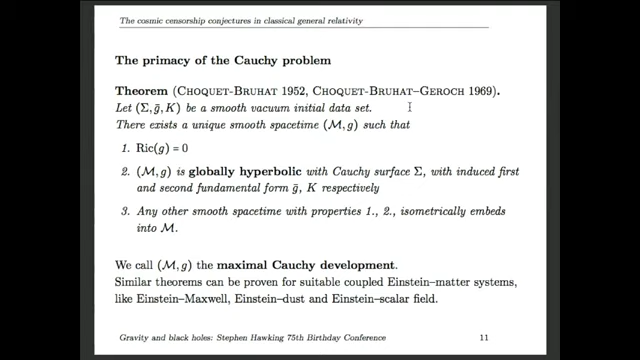 The cosmic censorship conjectures in classical general relativity
The primacy of the Cauchy problem
Theorem (CHOQUET-BRUHAT 1952, CHOQUET-BRUHAT–GEROCH 1969).
Let (Σ, ḡ, K) be a smooth vacuum initial data set.
There exists a unique smooth spacetime (ℳ, g) such that
1. Ric(g) = 0
2. (ℳ, g) is globally hyperbolic with Cauchy surface Σ, with induced first
and second fundamental form ḡ, K respectively
3. Any other smooth spacetime with properties 1., 2., isometrically embeds
into ℳ.
We call (ℳ, g) the maximal Cauchy development.
Similar theorems can be proven for suitable coupled Einstein–matter systems,
like Einstein–Maxwell, Einstein–dust and Einstein–scalar field.
Gravity and black holes: Stephen Hawking 75th Birthday Conference 11